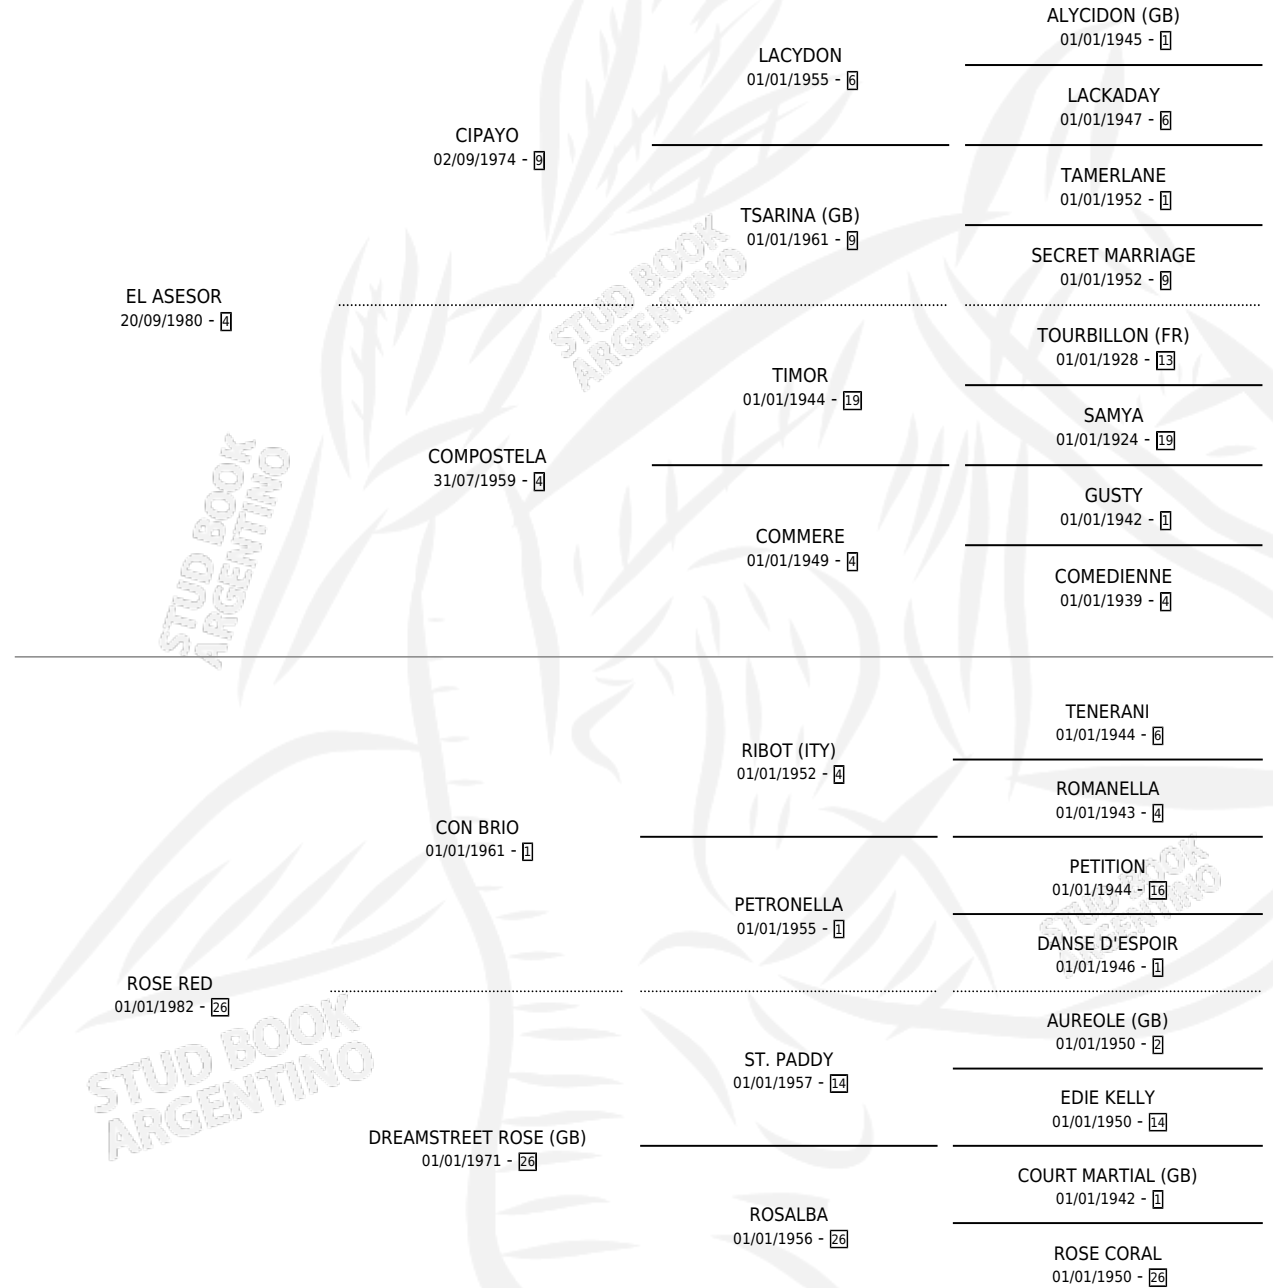 ALYCIDON (GB)
01/01/1945 - 1
LACYDON
01/01/1955 - 6
LACKADAY
01/01/1947 - 6
CIPAYO
02/09/1974 - 9
TAMERLANE
01/01/1952 - 1
TSARINA (GB)
01/01/1961 - 9
SECRET MARRIAGE
01/01/1952 - 9
EL ASESOR
20/09/1980 - 4
STUD BOOK
ARGENTINO
TOURBILLON (FR)
01/01/1928 - 13
TIMOR
01/01/1944 - 19
SAMYA
01/01/1924 - 19
COMPOSTELA
31/07/1959 - 4
GUSTY
01/01/1942 - 1
COMMERE
01/01/1949 - 4
COMEDIENNE
01/01/1939 - 4
STUD BOOK
ARGENTINO
TENERANI
01/01/1944 - 6
RIBOT (ITY)
01/01/1952 - 4
ROMANELLA
01/01/1943 - 4
CON BRIO
01/01/1961 - 1
PETITION
01/01/1944 - 16
STUD BOOK
ARGENTINO
PETRONELLA
01/01/1955 - 1
DANSE D'ESPOIR
01/01/1946 - 1
ROSE RED
01/01/1982 - 26
AUREOLE (GB)
01/01/1950 - 2
STUD BOOK
ARGENTINO
ST. PADDY
01/01/1957 - 14
EDIE KELLY
01/01/1950 - 14
DREAMSTREET ROSE (GB)
01/01/1971 - 26
COURT MARTIAL (GB)
01/01/1942 - 1
ROSALBA
01/01/1956 - 26
ROSE CORAL
01/01/1950 - 26